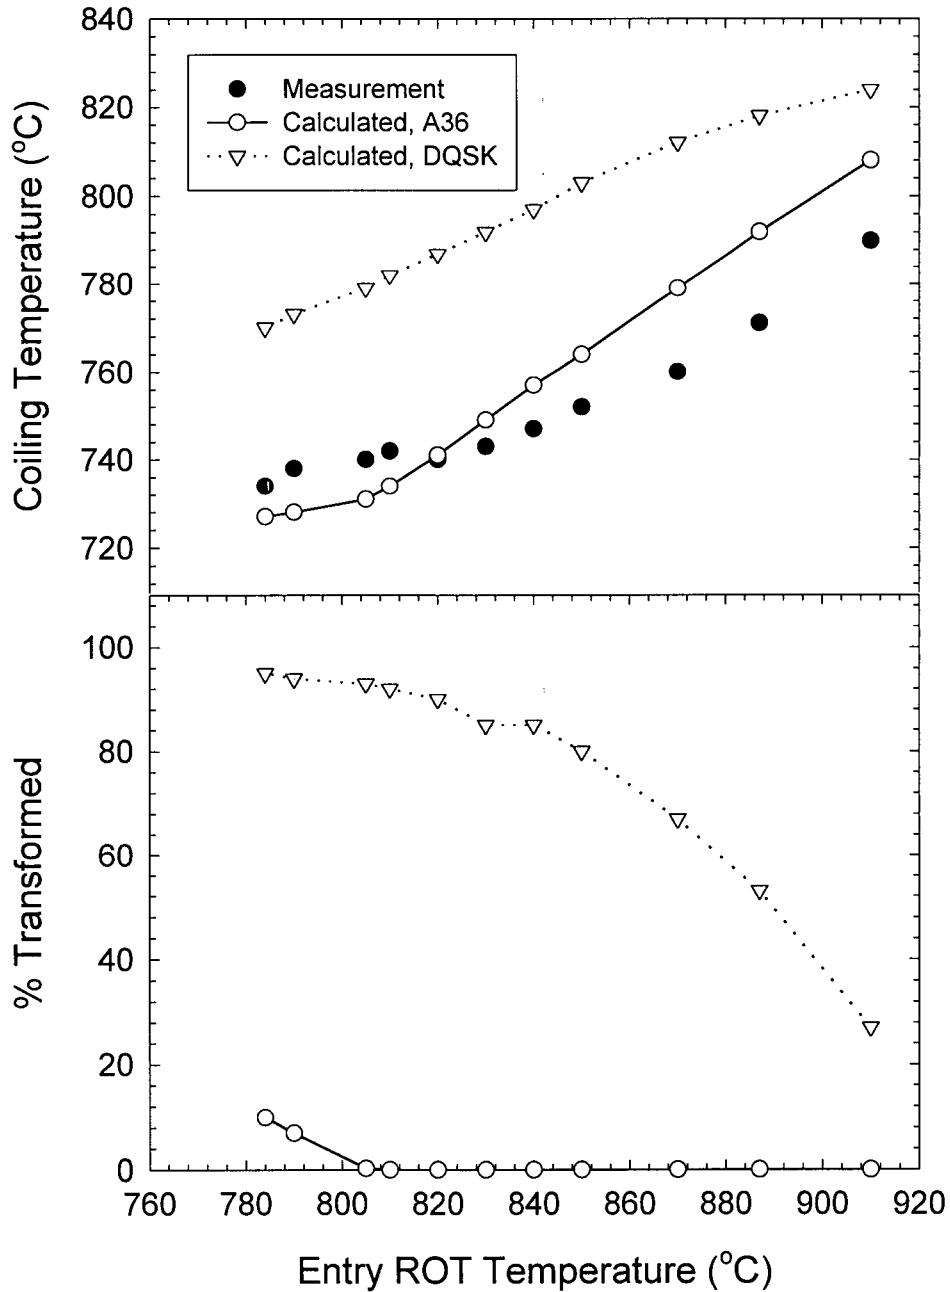 840
820
800
780
760
740
720
Coiling Temperature (°C)
Measurement
Calculated, A36
Calculated, DQSK
100
80
60
40
20
0
% Transformed
760 780 800 820 840 860 880 900 920
Entry ROT Temperature (°C)